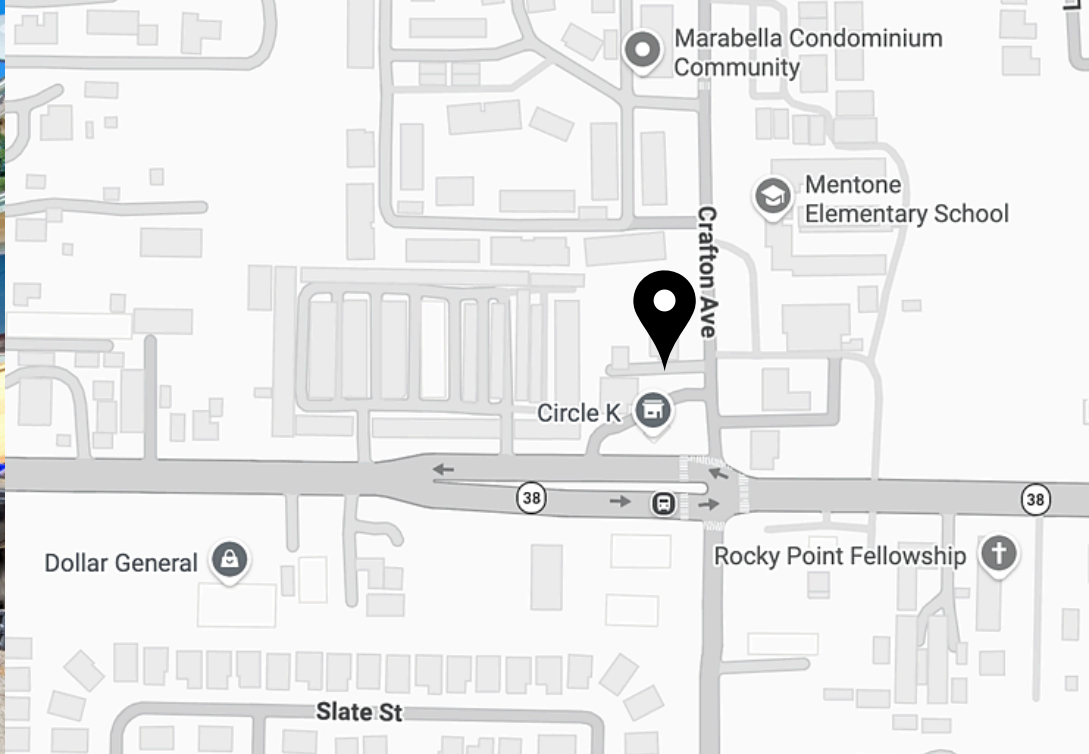 Marabella Condominium
Community
Mentone
Elementary School
Crafton Ave
Circle K
38
38
Dollar General
Rocky Point Fellowship
Slate St